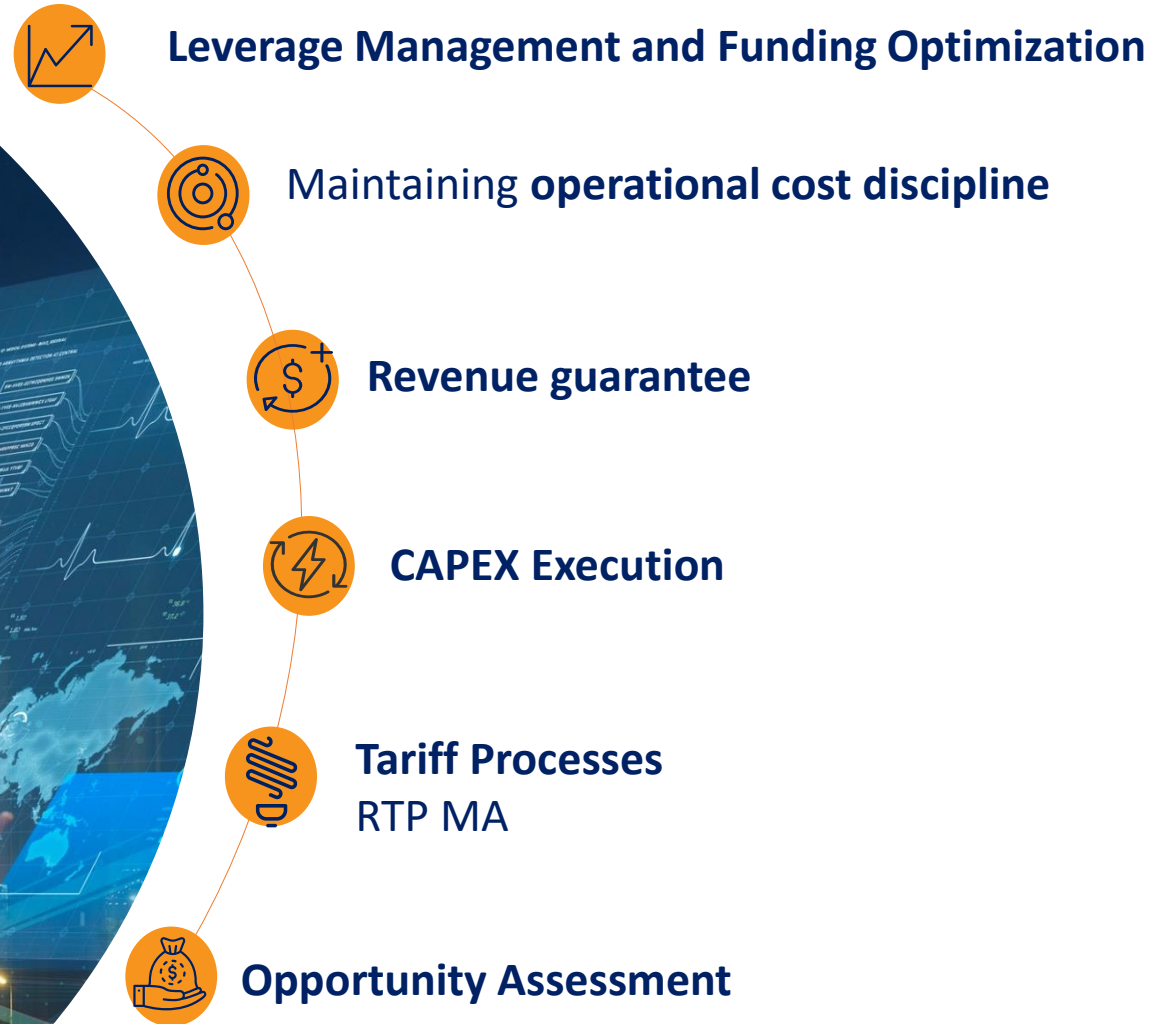 Leverage Management and Funding Optimization
Maintaining operational cost discipline
$
Revenue guarantee
CAPEX Execution
Tariff Processes
RTP MA
$
Opportunity Assessment